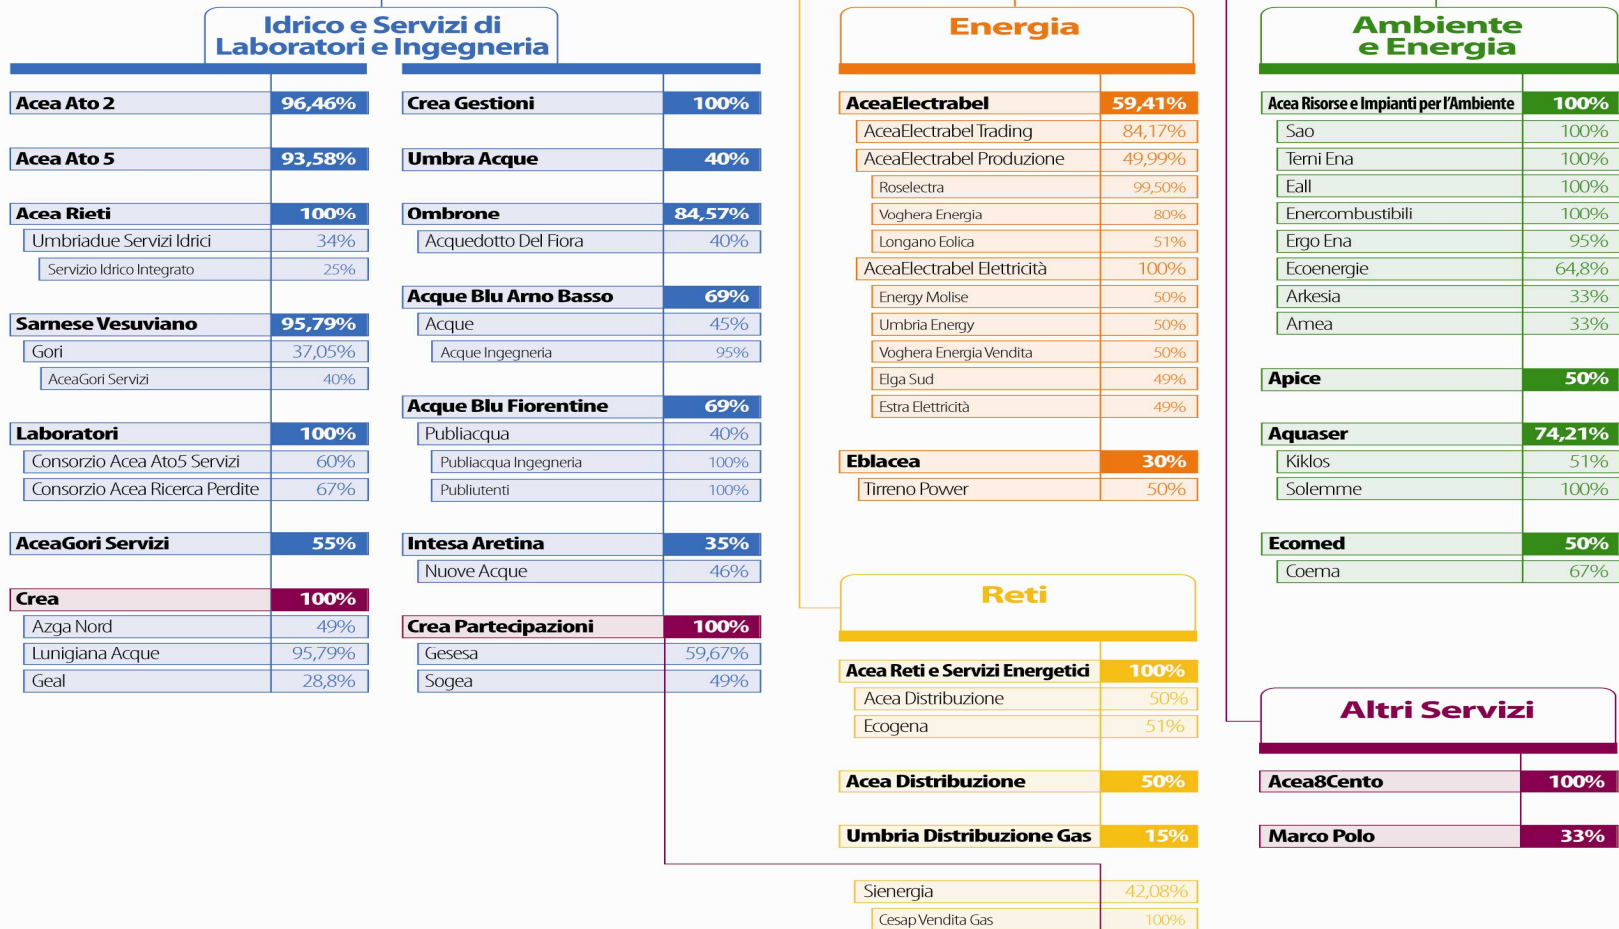 Idrico e Servizi di
Laboratori e Ingegneria
Acea Ato 2 96,46%
Acea Ato 5 93,58%
Acea Rieti 100%
Umbriadue Servizi Idrici 34%
Servizio Idrico Integrato 25%
Sarnese Vesuviano 95,79%
Gori 37,05%
AceaGori Servizi 40%
Laboratori 100%
Consorzio Acea Ato5 Servizi 60%
Consorzio Acea Ricerca Perdite 67%
AceaGori Servizi 55%
Crea 100%
Azga Nord 49%
Lunigiana Acque 95,79%
Geal 28,8%
Crea Gestioni 100%
Umbra Acque 40%
Ombrone 84,57%
Acquedotto Del Fiora 40%
Acque Blu Arno Basso 69%
Acque 45%
Acque Ingegneria 95%
Acque Blu Fiorentine 69%
Publiacqua 40%
Publiacqua Ingegneria 100%
Publiutenti 100%
Intesa Aretina 35%
Nuove Acque 46%
Crea Partecipazioni 100%
Gesesa 59,67%
Sogea 49%
Energia
AceaElectrabel 59,41%
AceaElectrabel Trading 84,17%
AceaElectrabel Produzione 49,99%
Roselectra 99,50%
Voghera Energia 80%
Longano Eolica 51%
AceaElectrabel Elettricità 100%
Energy Molise 50%
Umbria Energy 50%
Voghera Energia Vendita 50%
Elga Sud 49%
Estra Elettricità 49%
Eblacea 30%
Tirreno Power 50%
Reti
Acea Reti e Servizi Energetici 100%
Acea Distribuzione 50%
Ecogena 51%
Acea Distribuzione 50%
Umbria Distribuzione Gas 15%
Sienergia 42,08%
Cesap Vendita Gas 100%
Ambiente
e Energia
Acea Risorse e Impianti per l'Ambiente 100%
Sao 100%
Terni Ena 100%
Eall 100%
Enercombustibili 100%
Ergo Ena 95%
Ecoenergie 64,8%
Arkesia 33%
Amea 33%
Apice 50%
Aquaser 74,21%
Kiklos 51%
Solemme 100%
Ecomed 50%
Coema 67%
Altri Servizi
Acea8Cento 100%
Marco Polo 33%